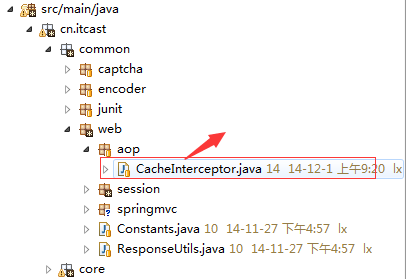 src/main/java
cn.itcast
common
captcha
encoder
junit
web
aop
CacheInterceptor.java 14 14-12-1 上午9:20 lx
session
springmvc
Constants.java 10 14-11-27 下午4:57 lx
ResponseUtils.java 10 14-11-27 下午4:57 lx
core